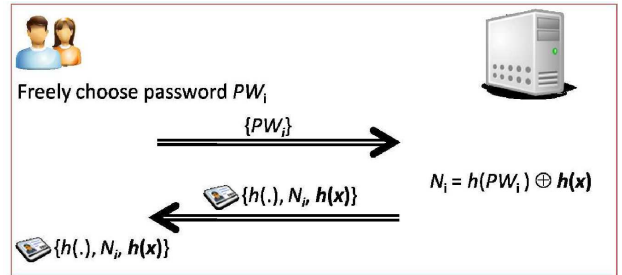 Freely choose password PWi
{PWi}
Ni = h(PWi) ⊕ h(x)
{h(.), Ni, h(x)}
{h(.), Ni, h(x)}